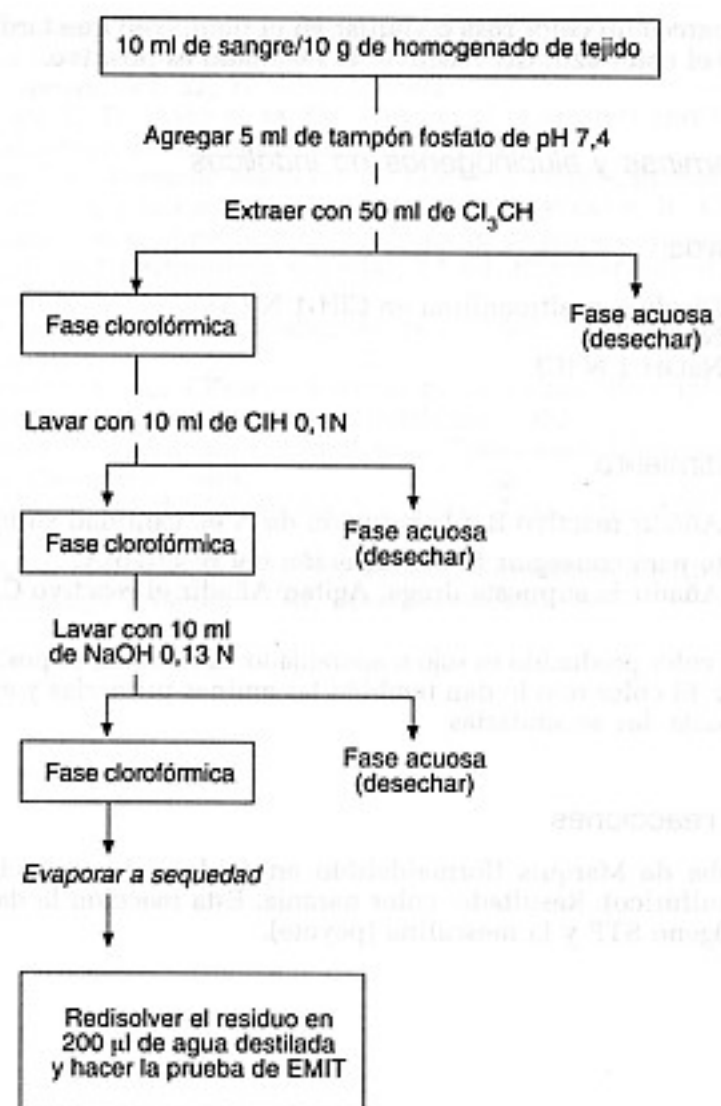 10 ml de sangre/10 g de homogenado de tejido
Agregar 5 ml de tampón fosfato de pH 7,4
Extraer con 50 ml de Cl₃CH
Fase clorofórmica
Fase acuosa
(desechar)
Lavar con 10 ml de ClH 0,1N
Fase clorofórmica
Fase acuosa
(desechar)
Lavar con 10 ml
de NaOH 0,13 N
Fase clorofórmica
Fase acuosa
(desechar)
Evaporar a sequedad
Redisolver el residuo en
200 µl de agua destilada
y hacer la prueba de EMIT